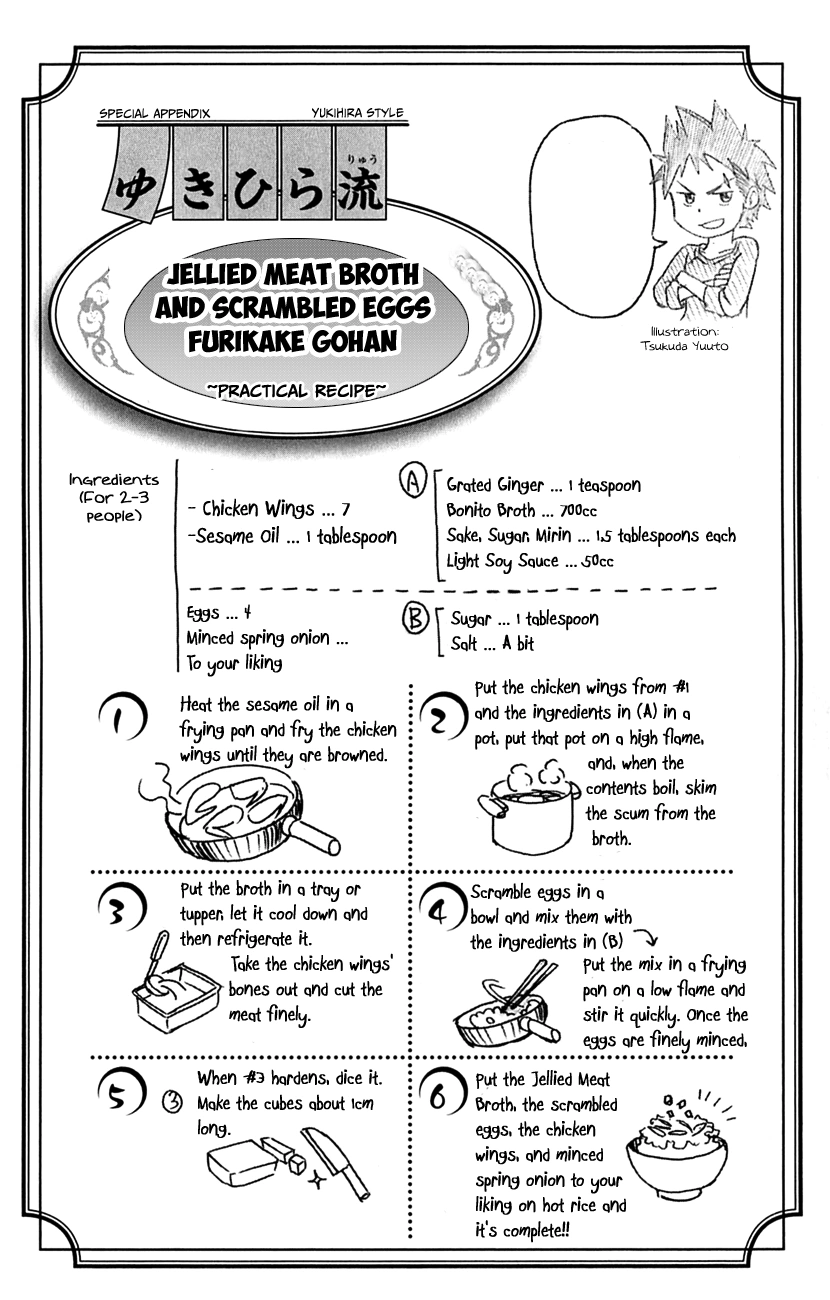 SPECIAL APPENDIX
YUKIHIRA STYLE
りゅう
ゆきひら流
JELLIED MEAT BROTH
AND SCRAMBLED EGGS
FURIKAKE GOHAN
~PRACTICAL RECIPE~
Illustration:
Tsukuda Yuuto
Ingredients
(For 2-3
people)
- Chicken Wings ... 7
-Sesame Oil ... 1 tablespoon
A
Grated Ginger ... 1 teaspoon
Bonito Broth ... 700cc
Sake, Sugar, Mirin ... 1.5 tablespoons each
Light Soy Sauce ... 50cc
Eggs ... 4
Minced spring onion ...
To your liking
B
Sugar ... 1 tablespoon
Salt ... A bit
1
Heat the sesame oil in a
frying pan and fry the chicken
wings until they are browned.
2
Put the chicken wings from #1
and the ingredients in (A) in a
pot, put that pot on a high flame,
and, when the
contents boil, skim
the scum from the
broth.
3
Put the broth in a tray or
tupper, let it cool down and
then refrigerate it.
Take the chicken wings'
bones out and cut the
meat finely.
4
Scramble eggs in a
bowl and mix them with
the ingredients in (B)
Put the mix in a frying
pan on a low flame and
stir it quickly. Once the
eggs are finely minced,
5
When #3 hardens, dice it.
③ Make the cubes about 1cm
long.
6
Put the Jellied Meat
Broth, the scrambled
eggs, the chicken
wings, and minced
spring onion to your
liking on hot rice and
it's complete!!